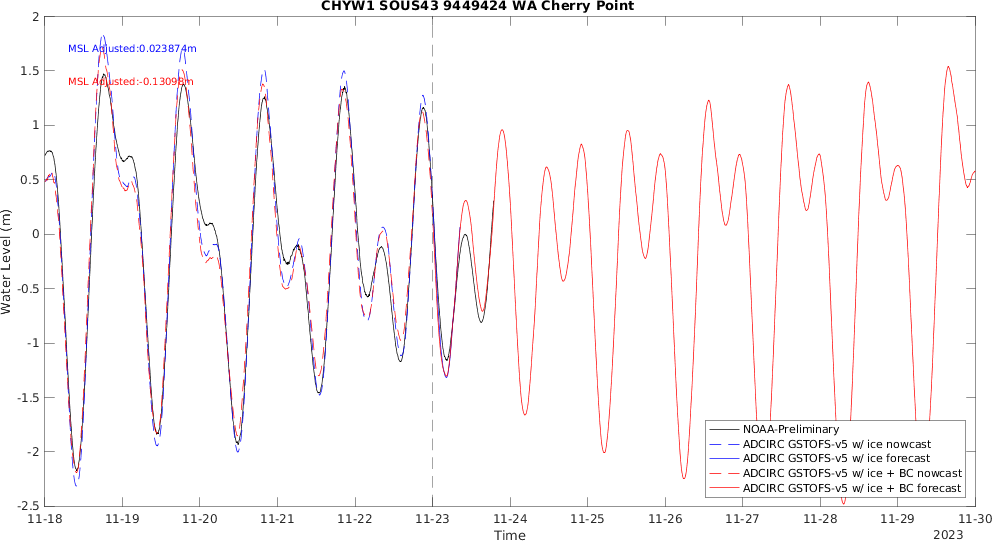 CHYW1 SOUS43 9449424 WA Cherry Point
MSL Adjusted:0.023874m
MSL Adjusted:-0.13098m
Water Level (m)
2
1.5
1
0.5
0
-0.5
-1
-1.5
-2
-2.5
NOAA-Preliminary
ADCIRC GSTOFS-v5 w/ ice nowcast
ADCIRC GSTOFS-v5 w/ ice forecast
ADCIRC GSTOFS-v5 w/ ice + BC nowcast
ADCIRC GSTOFS-v5 w/ ice + BC forecast
11-18 11-19 11-20 11-21 11-22 11-23 11-24 11-25 11-26 11-27 11-28 11-29 11-30
Time
2023